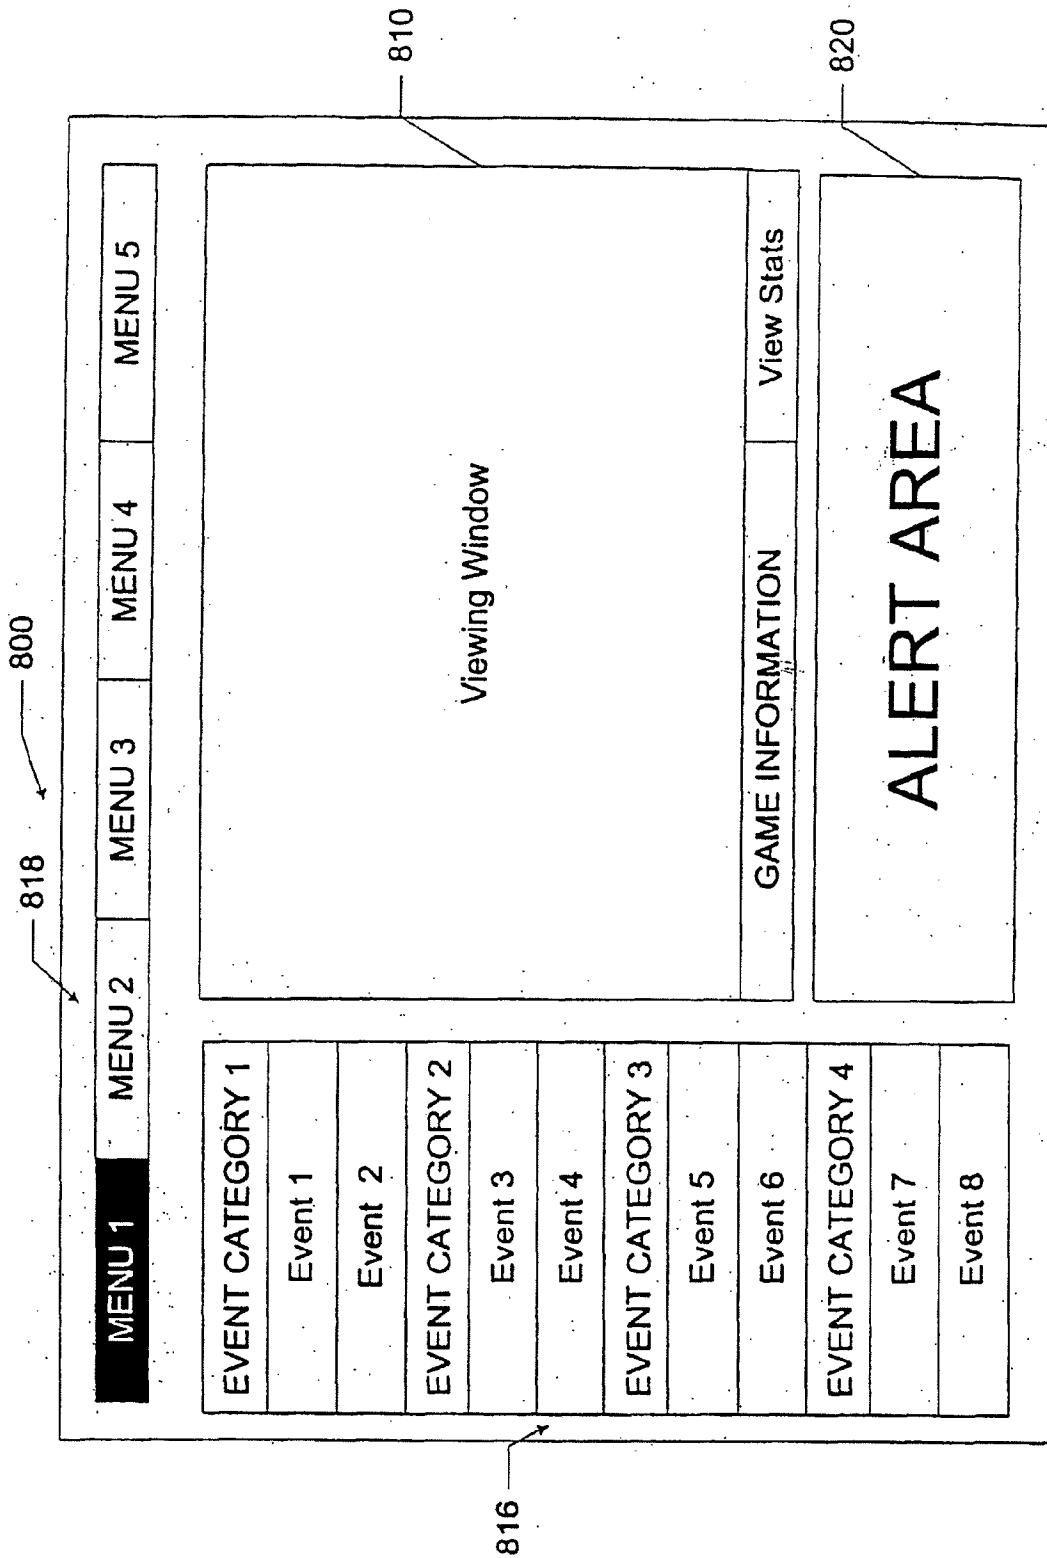 800
818
MENU 1 MENU 2 MENU 3 MENU 4 MENU 5
810
816
EVENT CATEGORY 1
Event 1
Event 2
EVENT CATEGORY 2
Event 3
Event 4
EVENT CATEGORY 3
Event 5
Event 6
EVENT CATEGORY 4
Event 7
Event 8
Viewing Window
GAME INFORMATION View Stats
820
ALERT AREA